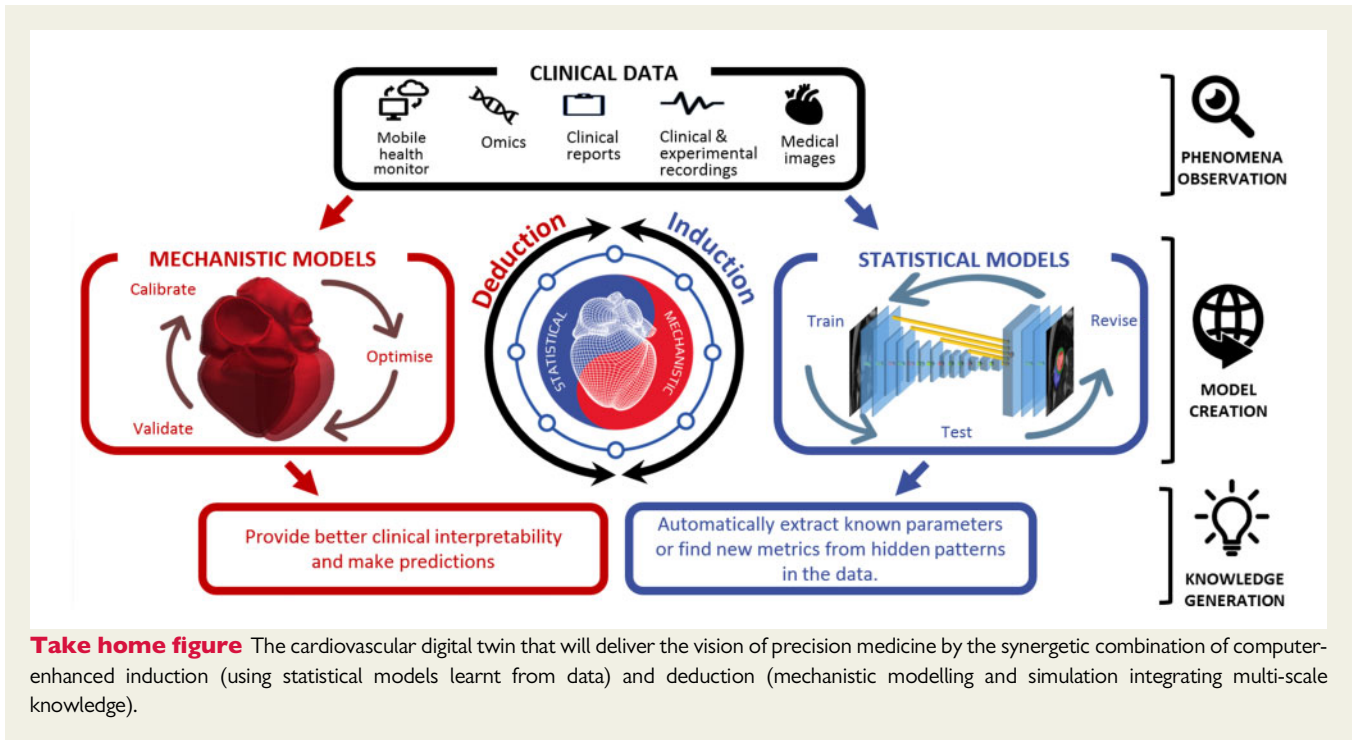 CLINICAL DATA
Mobile
health
monitor
Omics
Clinical
reports
Clinical &
experimental
recordings
Medical
images
PHENOMENA
OBSERVATION
MECHANISTIC MODELS
Calibrate
Optimise
Validate
Deduction
Induction
STATISTICAL
MECHANISTIC
STATISTICAL MODELS
Train
Revise
Test
MODEL
CREATION
Provide better clinical interpretability
and make predictions
Automatically extract known parameters
or find new metrics from hidden patterns
in the data.
KNOWLEDGE
GENERATION
Take home figure The cardiovascular digital twin that will deliver the vision of precision medicine by the synergetic combination of computer-
enhanced induction (using statistical models learnt from data) and deduction (mechanistic modelling and simulation integrating multi-scale
knowledge).